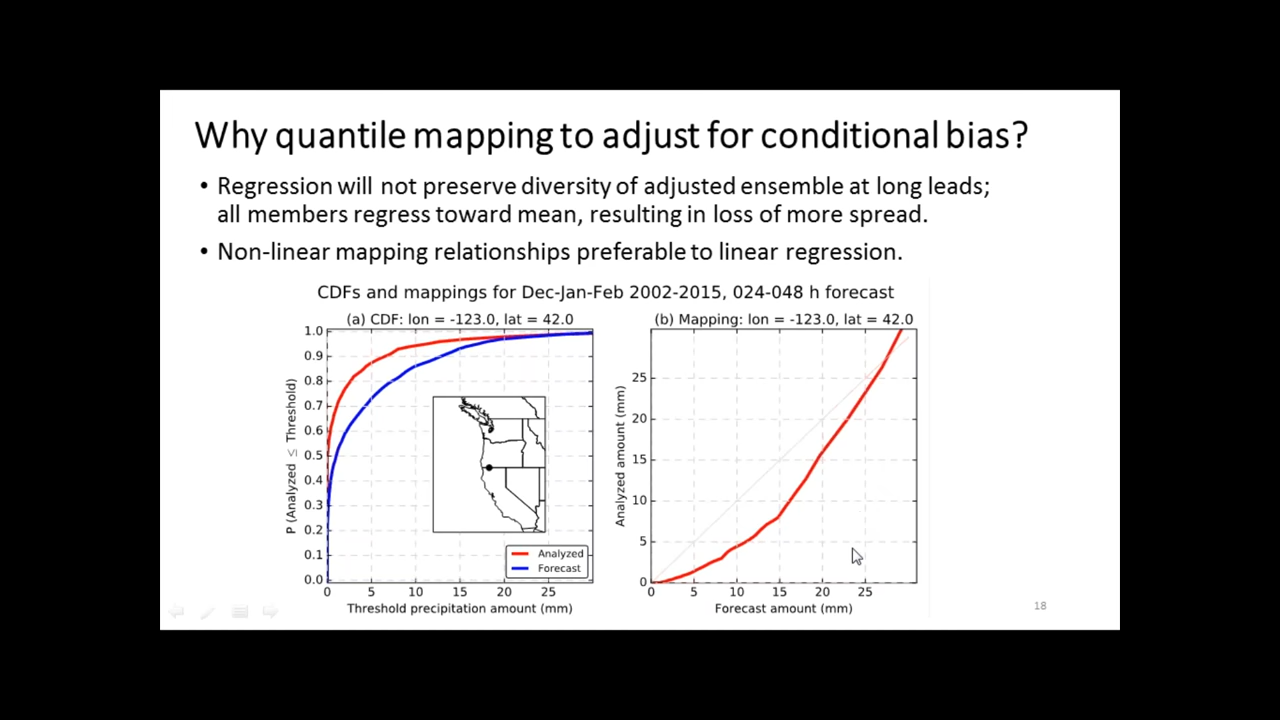 Why quantile mapping to adjust for conditional bias?
• Regression will not preserve diversity of adjusted ensemble at long leads;
all members regress toward mean, resulting in loss of more spread.
• Non-linear mapping relationships preferable to linear regression.
CDFs and mappings for Dec-Jan-Feb 2002-2015, 024-048 h forecast
(a) CDF: lon = -123.0, lat = 42.0
P (Analyzed ≤ Threshold)
1.0
0.9
0.8
0.7
0.6
0.5
0.4
0.3
0.2
0.1
0.0
Analyzed
Forecast
0 5 10 15 20 25
Threshold precipitation amount (mm)
(b) Mapping: lon = -123.0, lat = 42.0
Analyzed amount (mm)
25
20
15
10
5
0
0 5 10 15 20 25
Forecast amount (mm)
18